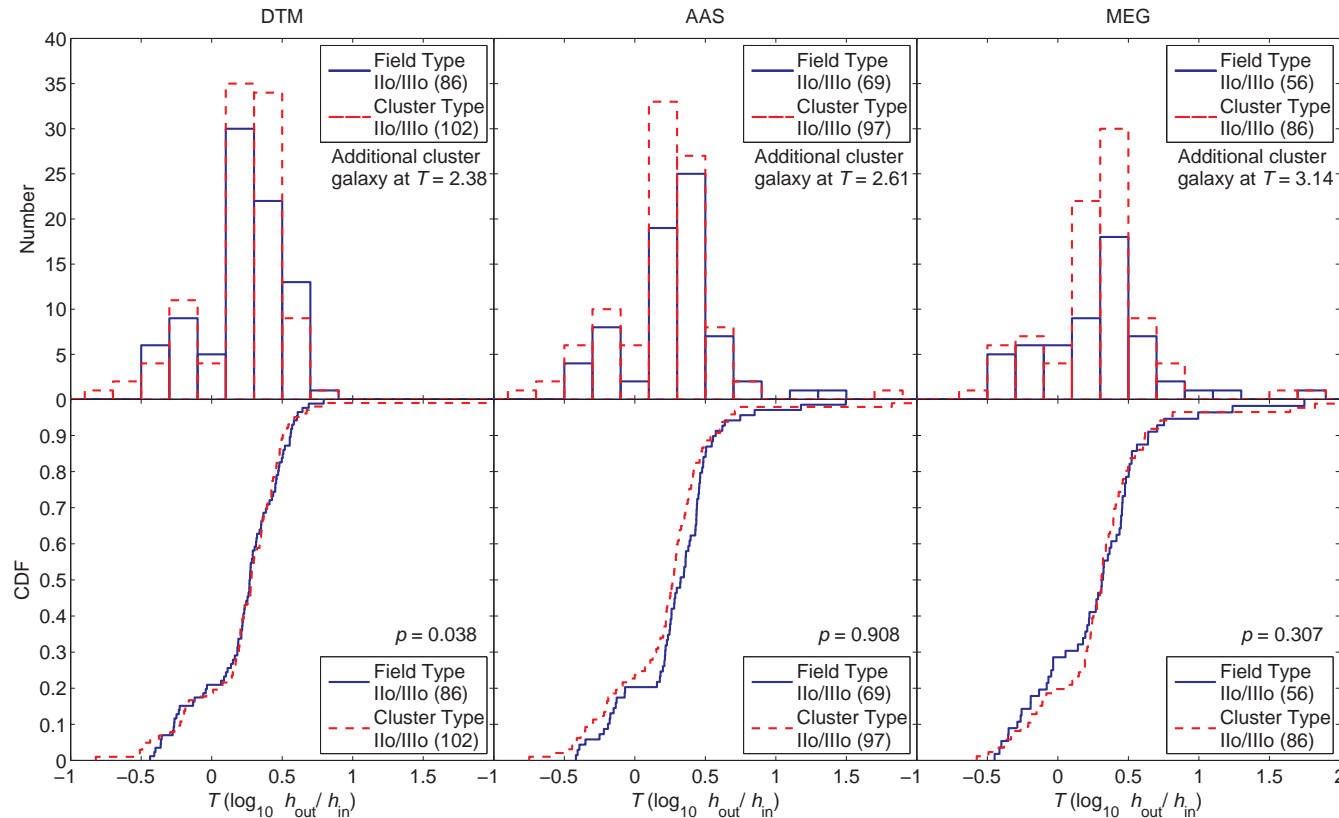 DTM
AAS
MEG
Number
40
35
30
25
20
15
10
5
0
Field Type
IIo/IIIo (86)
Cluster Type
IIo/IIIo (102)
Additional cluster
galaxy at T = 2.38
Field Type
IIo/IIIo (69)
Cluster Type
IIo/IIIo (97)
Additional cluster
galaxy at T = 2.61
Field Type
IIo/IIIo (56)
Cluster Type
IIo/IIIo (86)
Additional cluster
galaxy at T = 3.14
CDF
0.9
0.8
0.7
0.6
0.5
0.4
0.3
0.2
0.1
0
p = 0.038
Field Type
IIo/IIIo (86)
Cluster Type
IIo/IIIo (102)
p = 0.908
Field Type
IIo/IIIo (69)
Cluster Type
IIo/IIIo (97)
p = 0.307
Field Type
IIo/IIIo (56)
Cluster Type
IIo/IIIo (86)
−1 −0.5 0 0.5 1 1.5 −1 −0.5 0 0.5 1 1.5 −1 −0.5 0 0.5 1 1.5 2
T (log10 hout/ hin)
T (log10 hout/ hin)
T (log10 hout/ hin)